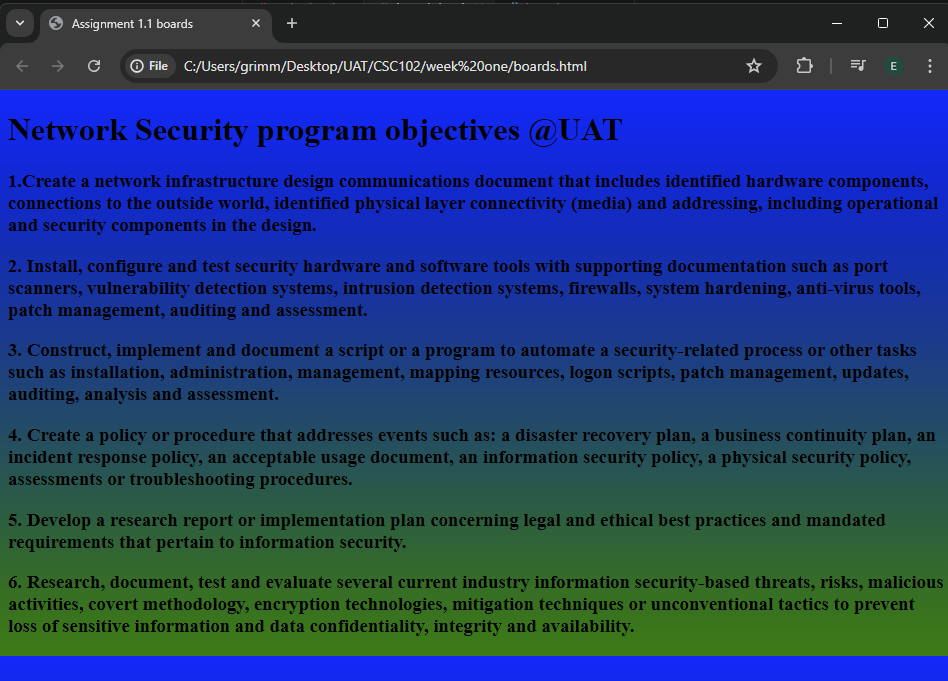 Assignment 1.1 boards
File C:/Users/grimm/Desktop/UAT/CSC102/week%20one/boards.html
E
Network Security program objectives @UAT
1.Create a network infrastructure design communications document that includes identified hardware components,
connections to the outside world, identified physical layer connectivity (media) and addressing, including operational
and security components in the design.
2. Install, configure and test security hardware and software tools with supporting documentation such as port
scanners, vulnerability detection systems, intrusion detection systems, firewalls, system hardening, anti-virus tools,
patch management, auditing and assessment.
3. Construct, implement and document a script or a program to automate a security-related process or other tasks
such as installation, administration, management, mapping resources, logon scripts, patch management, updates,
auditing, analysis and assessment.
4. Create a policy or procedure that addresses events such as: a disaster recovery plan, a business continuity plan, an
incident response policy, an acceptable usage document, an information security policy, a physical security policy,
assessments or troubleshooting procedures.
5. Develop a research report or implementation plan concerning legal and ethical best practices and mandated
requirements that pertain to information security.
6. Research, document, test and evaluate several current industry information security-based threats, risks, malicious
activities, covert methodology, encryption technologies, mitigation techniques or unconventional tactics to prevent
loss of sensitive information and data confidentiality, integrity and availability.